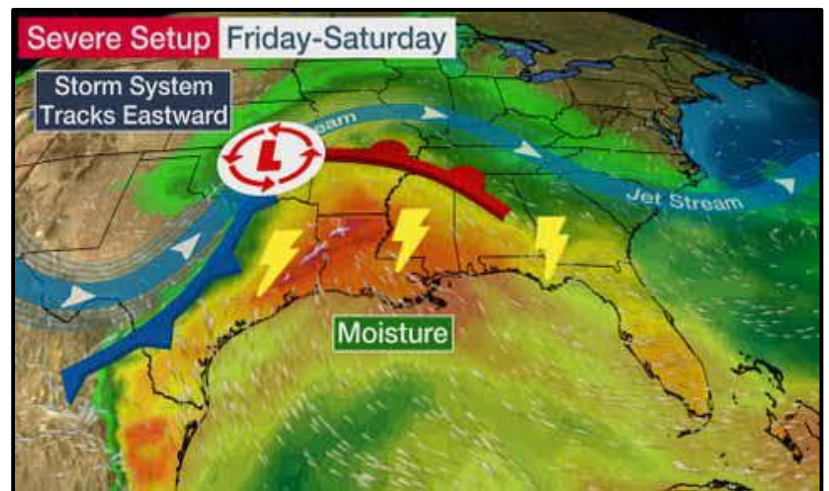 Severe Setup Friday-Saturday
Storm System
Tracks Eastward
L
Jet Stream
Moisture